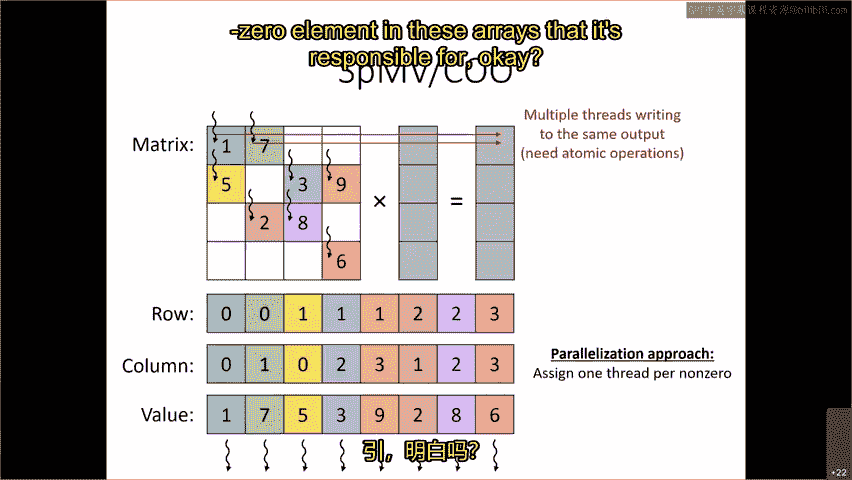 -zero element in these arrays that it's
responsible for, okay?
SpMV/COO
Multiple threads writing
to the same output
(need atomic operations)
Matrix:
1 7
5 3 9
× =
2 8
6
Row: 0 0 1 1 1 2 2 3
Column: 0 1 0 2 3 1 2 3
Parallelization approach:
Assign one thread per nonzero
Value: 1 7 5 3 9 2 8 6
引，明白吗？
+22